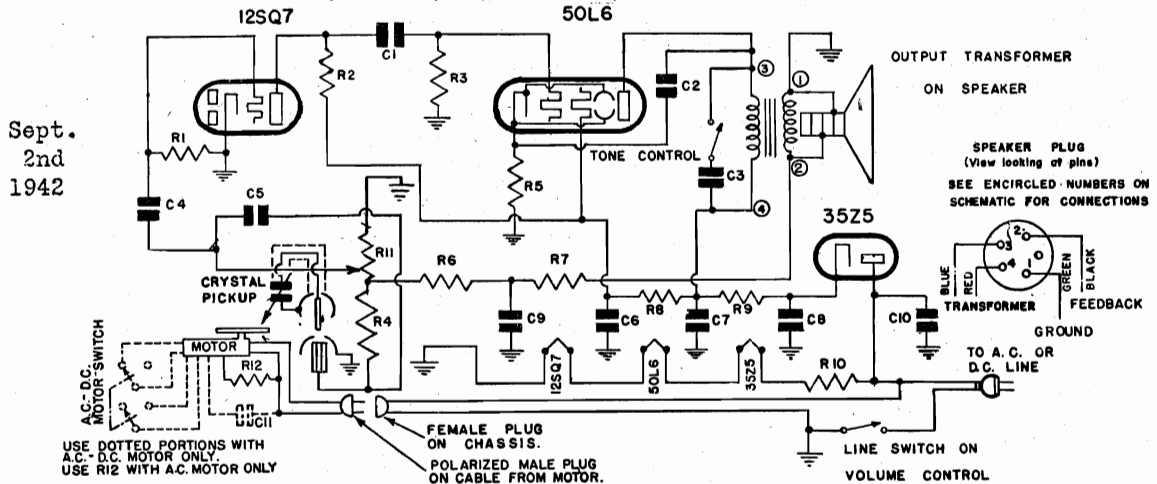 12SQ7
50L6
C1
R2
R3
C2
3
1
OUTPUT TRANSFORMER
ON SPEAKER
Sept.
2nd
1942
R1
TONE CONTROL
C3
2
SPEAKER PLUG
(View looking at pins)
SEE ENCIRCLED NUMBERS ON
SCHEMATIC FOR CONNECTIONS
C4
C5
R5
4
35Z5
R11
2
3
4
1
BLUE
RED
GREEN
BLACK
TRANSFORMER
FEEDBACK
GROUND
CRYSTAL
PICKUP
R6
R7
R4
C9
C6
R8
C7
R9
C8
C10
A.C.-D.C.
MOTOR SWITCH
MOTOR
R12
C11
12SQ7
50L6
35Z5
R10
TO A.C. OR
D.C. LINE
USE DOTTED PORTIONS WITH
A.C.-D.C. MOTOR ONLY.
USE R12 WITH A.C. MOTOR ONLY
FEMALE PLUG
ON CHASSIS.
POLARIZED MALE PLUG
ON CABLE FROM MOTOR.
LINE SWITCH ON
VOLUME CONTROL